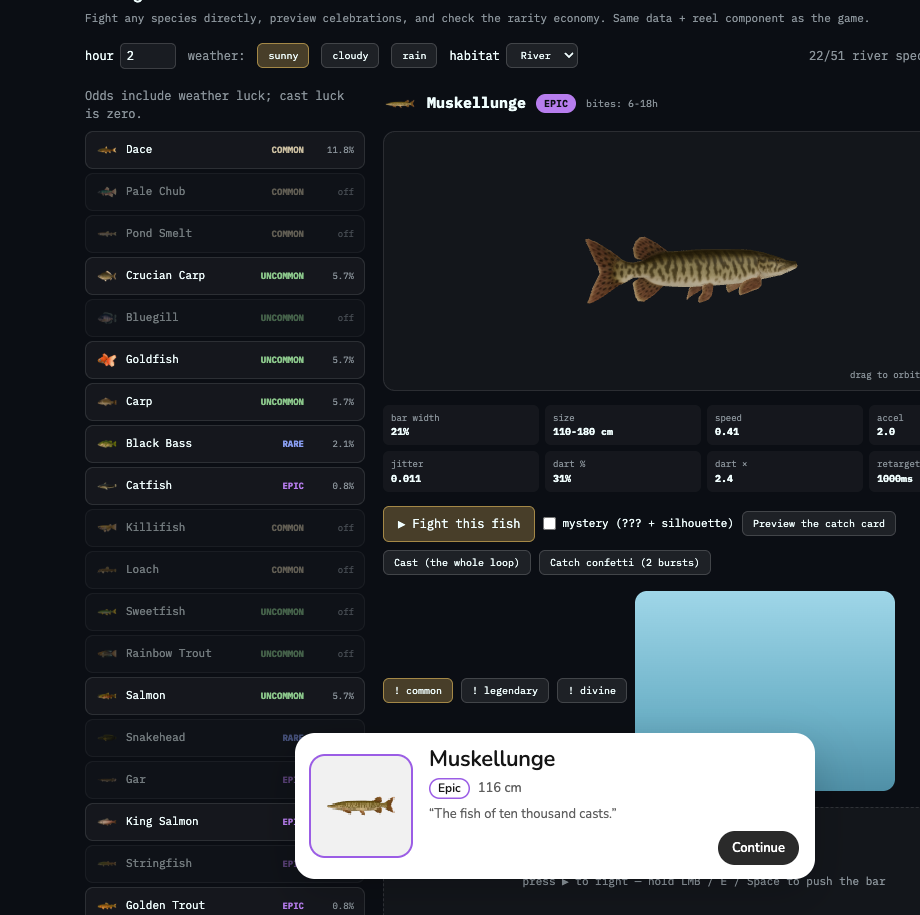 Fight any species directly, preview celebrations, and check the rarity economy. Same data + reel component as the game.
hour 2 weather: sunny cloudy rain habitat River 22/51 river
Odds include weather luck; cast luck
is zero.
Dace COMMON 11.8%
Pale Chub COMMON off
Pond Smelt COMMON off
Crucian Carp UNCOMMON 5.7%
Bluegill UNCOMMON off
Goldfish UNCOMMON 5.7%
Carp UNCOMMON 5.7%
Black Bass RARE 2.1%
Catfish EPIC 0.8%
Killifish COMMON off
Loach COMMON off
Sweetfish UNCOMMON off
Rainbow Trout UNCOMMON off
Salmon UNCOMMON 5.7%
Snakehead
Gar
King Salmon
Stringfish
Golden Trout EPIC 0.8%
Muskellunge EPIC bites: 6-18h
drag to orbit
bar width
21%
size
110-180 cm
speed
0.41
accel
2.0
jitter
0.011
dart %
31%
dart ×
2.4
retarget
1000ms
▶ Fight this fish mystery (??? + silhouette) Preview the catch card
Cast (the whole loop) Catch confetti (2 bursts)
! common ! legendary ! divine
Muskellunge
Epic 116 cm
“The fish of ten thousand casts.”
Continue
press ▶ to fight — hold LMB / E / Space to push the bar